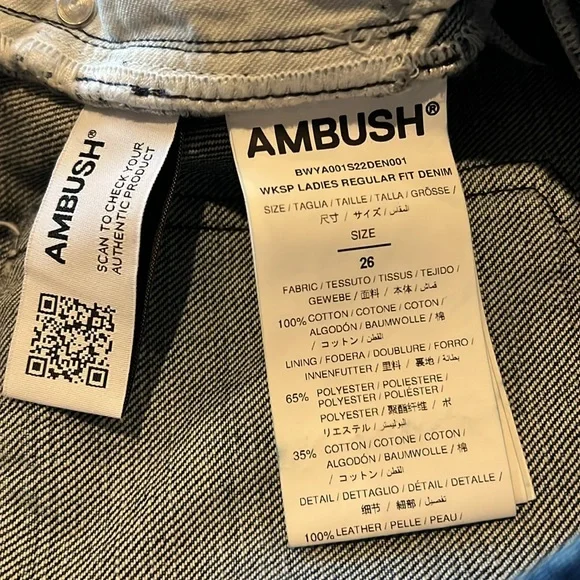 AMBUSH®
SCAN TO CHECK YOUR
AUTHENTIC PRODUCT
AMBUSH®
BWYA001S22DEN001
WKSP LADIES REGULAR FIT DENIM
SIZE / TAGLIA / TAILLE / TALLA / GRÖSSE /
尺寸 / サイズ / المقاس /
SIZE
26
FABRIC / TESSUTO / TISSUS / TEJIDO /
GEWEBE / 面料 / 本体 / قماش /
100% COTTON / COTONE / COTON /
ALGODÓN / BAUMWOLLE / 棉
/ コットン / القطن /
LINING / FODERA / DOUBLURE / FORRO /
INNENFUTTER / 里料 / 裏地 / بطانة /
65% POLYESTER / POLIESTERE /
POLYESTER / POLIÉSTER /
POLYESTER / 聚酯纤维 / ポ
リエステル / البوليستر /
35% COTTON / COTONE / COTON /
ALGODÓN / BAUMWOLLE / 棉
/ コットン / القطن /
DETAIL / DETTAGLIO / DÉTAIL / DETALLE /
细节 / 細部 / تفصيل /
100% LEATHER / PELLE / PEAU /